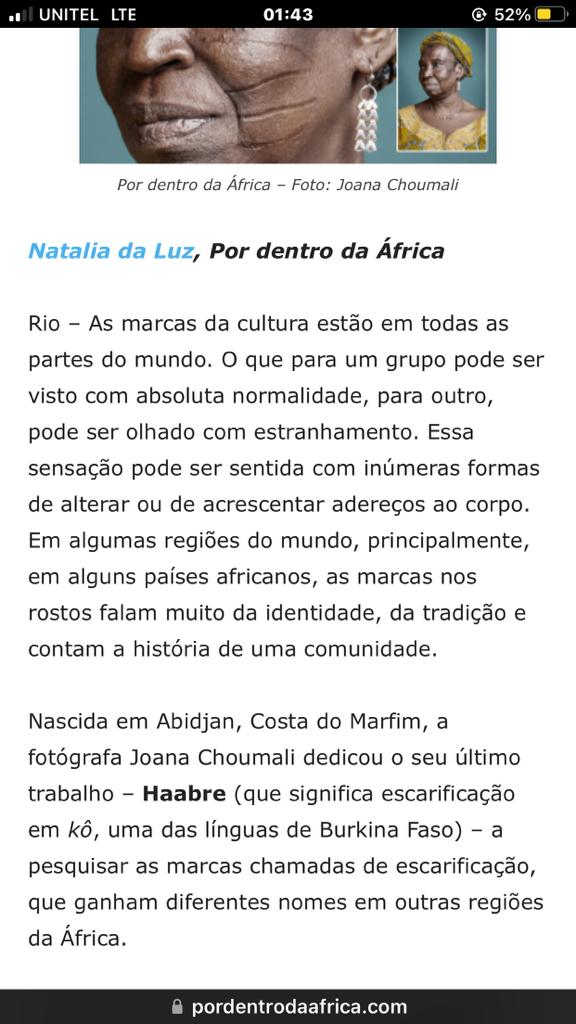 UNITEL LTE 01:43 52%
Por dentro da África – Foto: Joana Choumali
Natalia da Luz, Por dentro da África
Rio – As marcas da cultura estão em todas as
partes do mundo. O que para um grupo pode ser
visto com absoluta normalidade, para outro,
pode ser olhado com estranhamento. Essa
sensação pode ser sentida com inúmeras formas
de alterar ou de acrescentar adereços ao corpo.
Em algumas regiões do mundo, principalmente,
em alguns países africanos, as marcas nos
rostos falam muito da identidade, da tradição e
contam a história de uma comunidade.
Nascida em Abidjan, Costa do Marfim, a
fotógrafa Joana Choumali dedicou o seu último
trabalho – Haabre (que significa escarificação
em kô, uma das línguas de Burkina Faso) – a
pesquisar as marcas chamadas de escarificação,
que ganham diferentes nomes em outras regiões
da África.
pordentrodaafrica.com